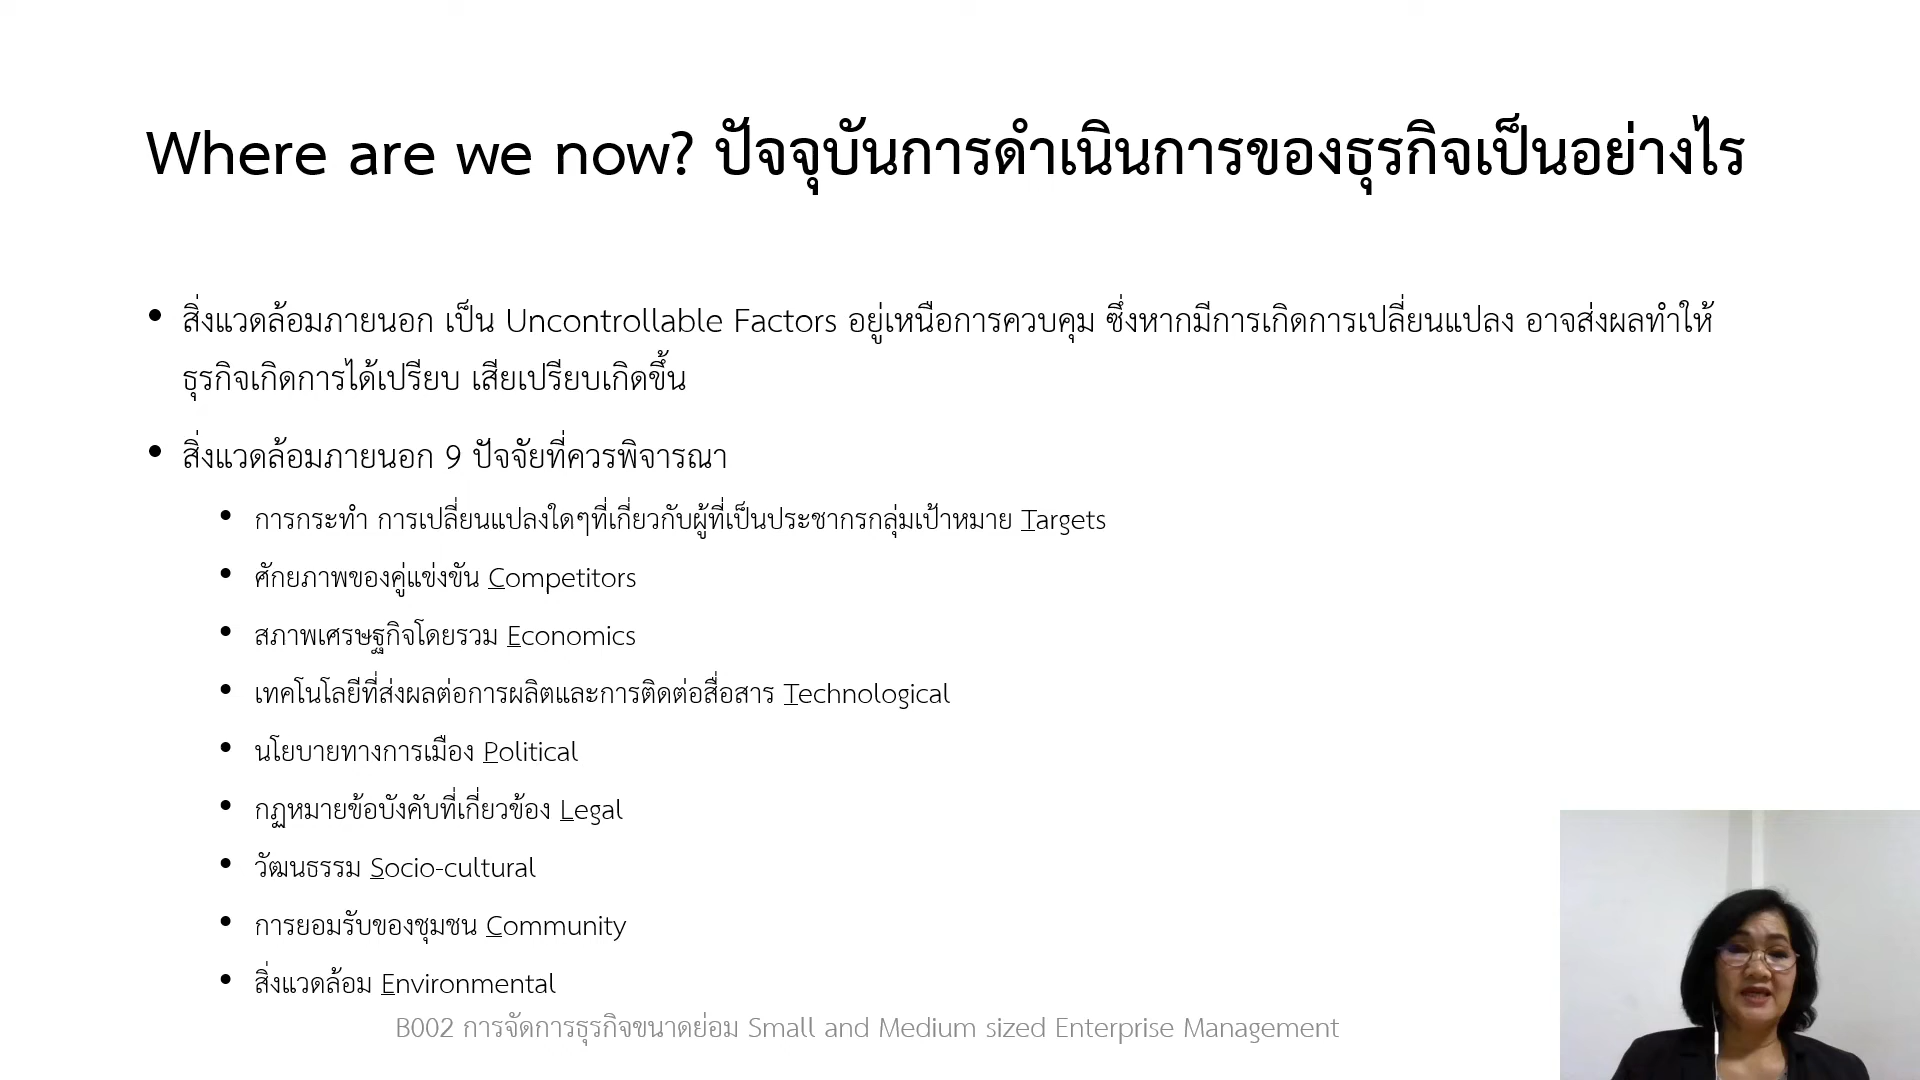 Where are we now? ปัจจุบันการดำเนินการของธุรกิจเป็นอย่างไร
• สิ่งแวดล้อมภายนอก เป็น Uncontrollable Factors อยู่เหนือการควบคุม ซึ่งหากมีการเกิดการเปลี่ยนแปลง อาจส่งผลทำให้
ธุรกิจเกิดการได้เปรียบ เสียเปรียบเกิดขึ้น
• สิ่งแวดล้อมภายนอก 9 ปัจจัยที่ควรพิจารณา
• การกระทำ การเปลี่ยนแปลงใดๆที่เกี่ยวกับผู้ที่เป็นประชากรกลุ่มเป้าหมาย Targets
• ศักยภาพของคู่แข่งขัน Competitors
• สภาพเศรษฐกิจโดยรวม Economics
• เทคโนโลยีที่ส่งผลต่อการผลิตและการติดต่อสื่อสาร Technological
• นโยบายทางการเมือง Political
• กฎหมายข้อบังคับที่เกี่ยวข้อง Legal
• วัฒนธรรม Socio-cultural
• การยอมรับของชุมชน Community
• สิ่งแวดล้อม Environmental
B002 การจัดการธุรกิจขนาดย่อม Small and Medium sized Enterprise Management